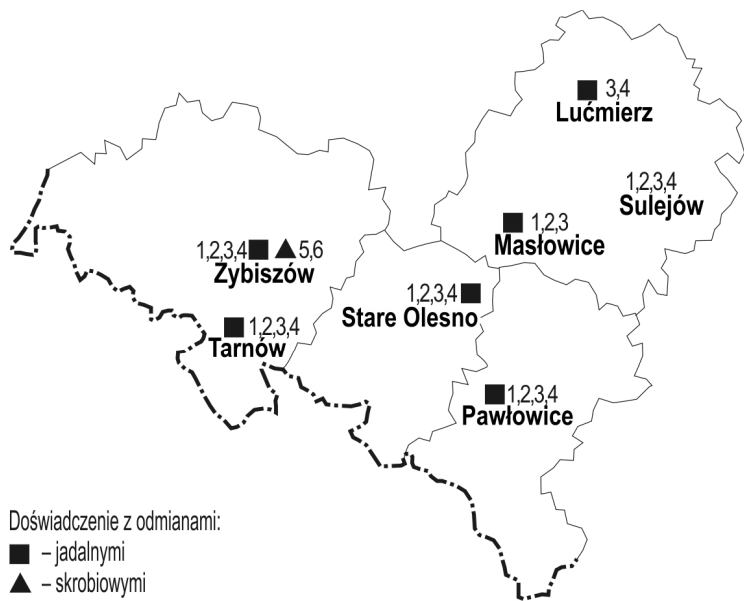 3,4
Lućmierz
1,2,3,4
Sulejów
1,2,3
Masłowice
1,2,3,4 5,6
Zybiszów
1,2,3,4
Stare Olesno
1,2,3,4
Tarnów
1,2,3,4
Pawłowice
Doświadczenie z odmianami:
– jadalnymi
– skrobiowymi